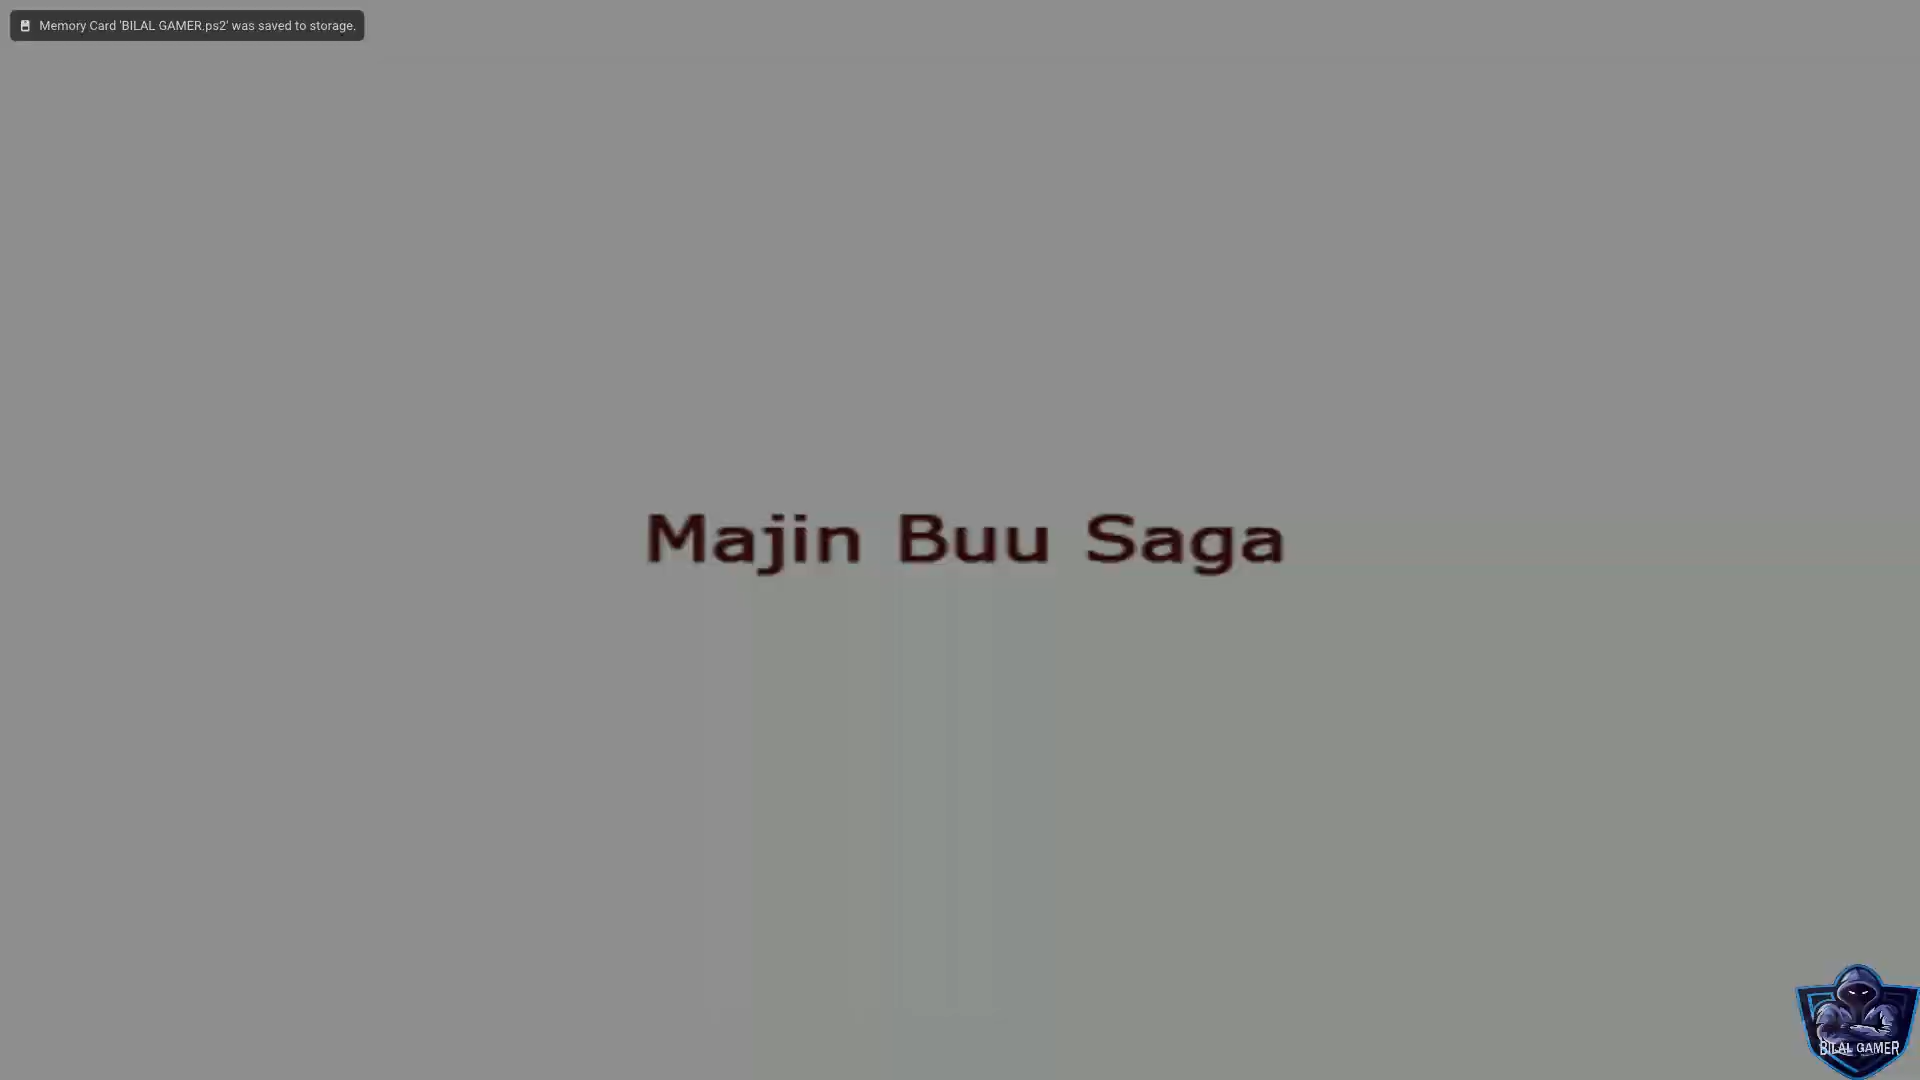 Memory Card 'BILAL GAMER.ps2' was saved to storage.
Majin Buu Saga
BILAL GAMER